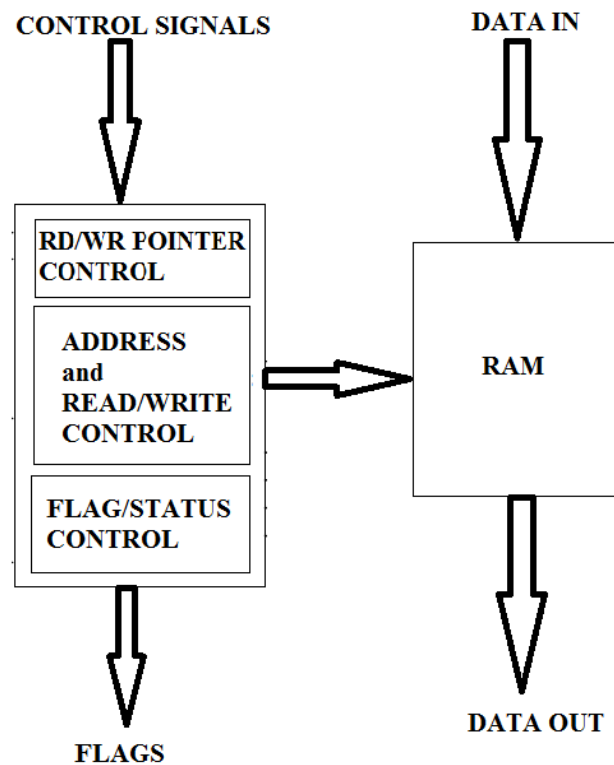 CONTROL SIGNALS
DATA IN
RD/WR POINTER
CONTROL
ADDRESS
and
READ/WRITE
CONTROL
RAM
FLAG/STATUS
CONTROL
DATA OUT
FLAGS